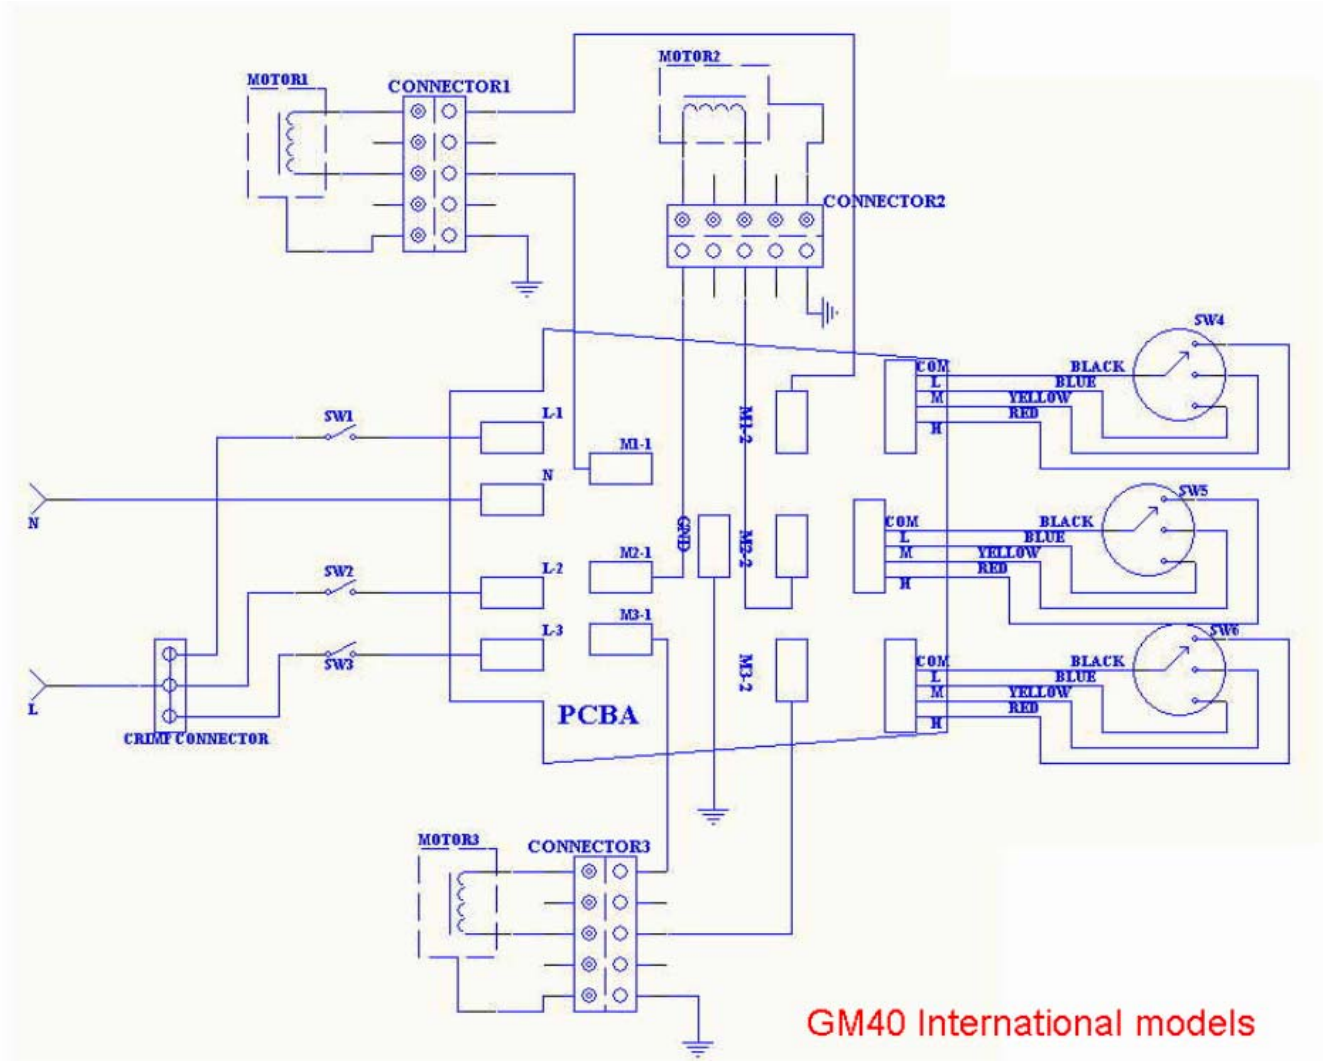 MOTOR2
MOTOR1
CONNECTOR1
CONNECTOR2
SW4
COM
BLACK
L
BLUE
M
YELLOW
RED
H
SW1
L-1
M1-1
M1-2
N
N
SW5
COM
BLACK
L
BLUE
M
YELLOW
RED
H
GND
M2-2
M2-1
SW2
L-2
M3-1
SW6
L-3
SW3
COM
BLACK
L
BLUE
M
YELLOW
RED
H
M3-2
L
PCBA
CRIMP CONNECTOR
MOTOR3
CONNECTOR3
GM40 International models